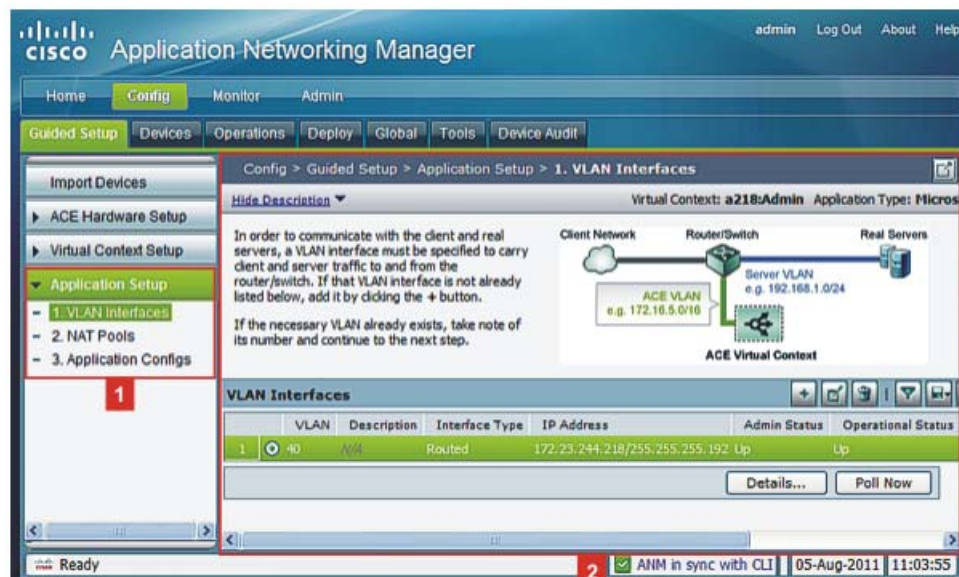 admin Log Out About Help
CISCO Application Networking Manager
Home Config Monitor Admin
Guided Setup Devices Operations Deploy Global Tools Device Audit
Import Devices
ACE Hardware Setup
Virtual Context Setup
Application Setup
1. VLAN Interfaces
2. NAT Pools
3. Application Configs
1
Config > Guided Setup > Application Setup > 1. VLAN Interfaces
Hide Description Virtual Context: a218:Admin Application Type: Micros
In order to communicate with the client and real
servers, a VLAN interface must be specified to carry
client and server traffic to and from the
router/switch. If that VLAN interface is not already
listed below, add it by clicking the + button.
If the necessary VLAN already exists, take note of
its number and continue to the next step.
Client Network Router/Switch Real Servers
Server VLAN
e.g. 192.168.1.0/24
ACE VLAN
e.g. 172.16.5.0/16
ACE Virtual Context
VLAN Interfaces
VLAN Description Interface Type IP Address Admin Status Operational Status
1 40 N/A Routed 172.23.244.218/255.255.255.192 Up Up
Details... Poll Now
Ready 2 ANM in sync with CLI 05-Aug-2011 11:03:55